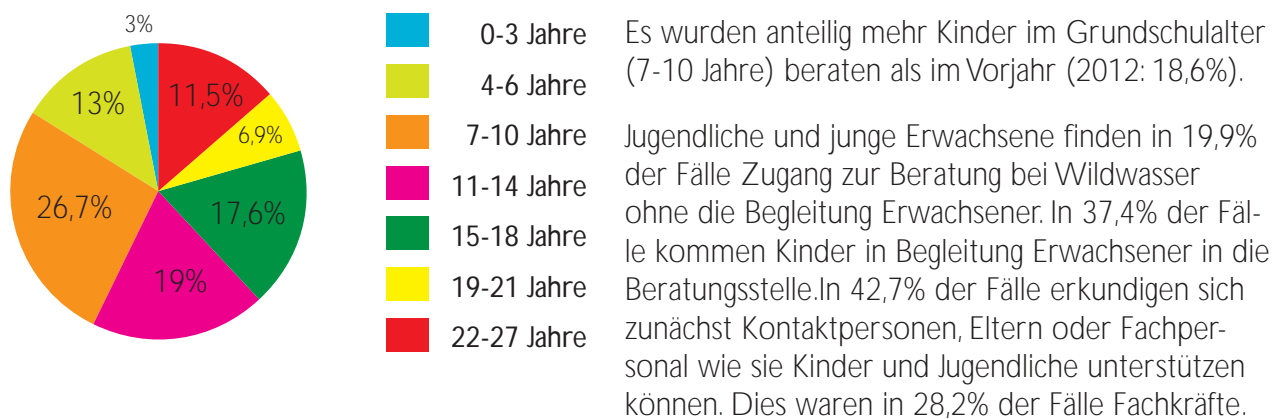 3%
11,5%
13%
6,9%
26,7%
17,6%
19%
0-3 Jahre
4-6 Jahre
7-10 Jahre
11-14 Jahre
15-18 Jahre
19-21 Jahre
22-27 Jahre
Es wurden anteilig mehr Kinder im Grundschulalter
(7-10 Jahre) beraten als im Vorjahr (2012: 18,6%).
Jugendliche und junge Erwachsene finden in 19,9%
der Fälle Zugang zur Beratung bei Wildwasser
ohne die Begleitung Erwachsener. In 37,4% der Fäl-
le kommen Kinder in Begleitung Erwachsener in die
Beratungsstelle.In 42,7% der Fälle erkundigen sich
zunächst Kontaktpersonen, Eltern oder Fachper-
sonal wie sie Kinder und Jugendliche unterstützen
können. Dies waren in 28,2% der Fälle Fachkräfte.